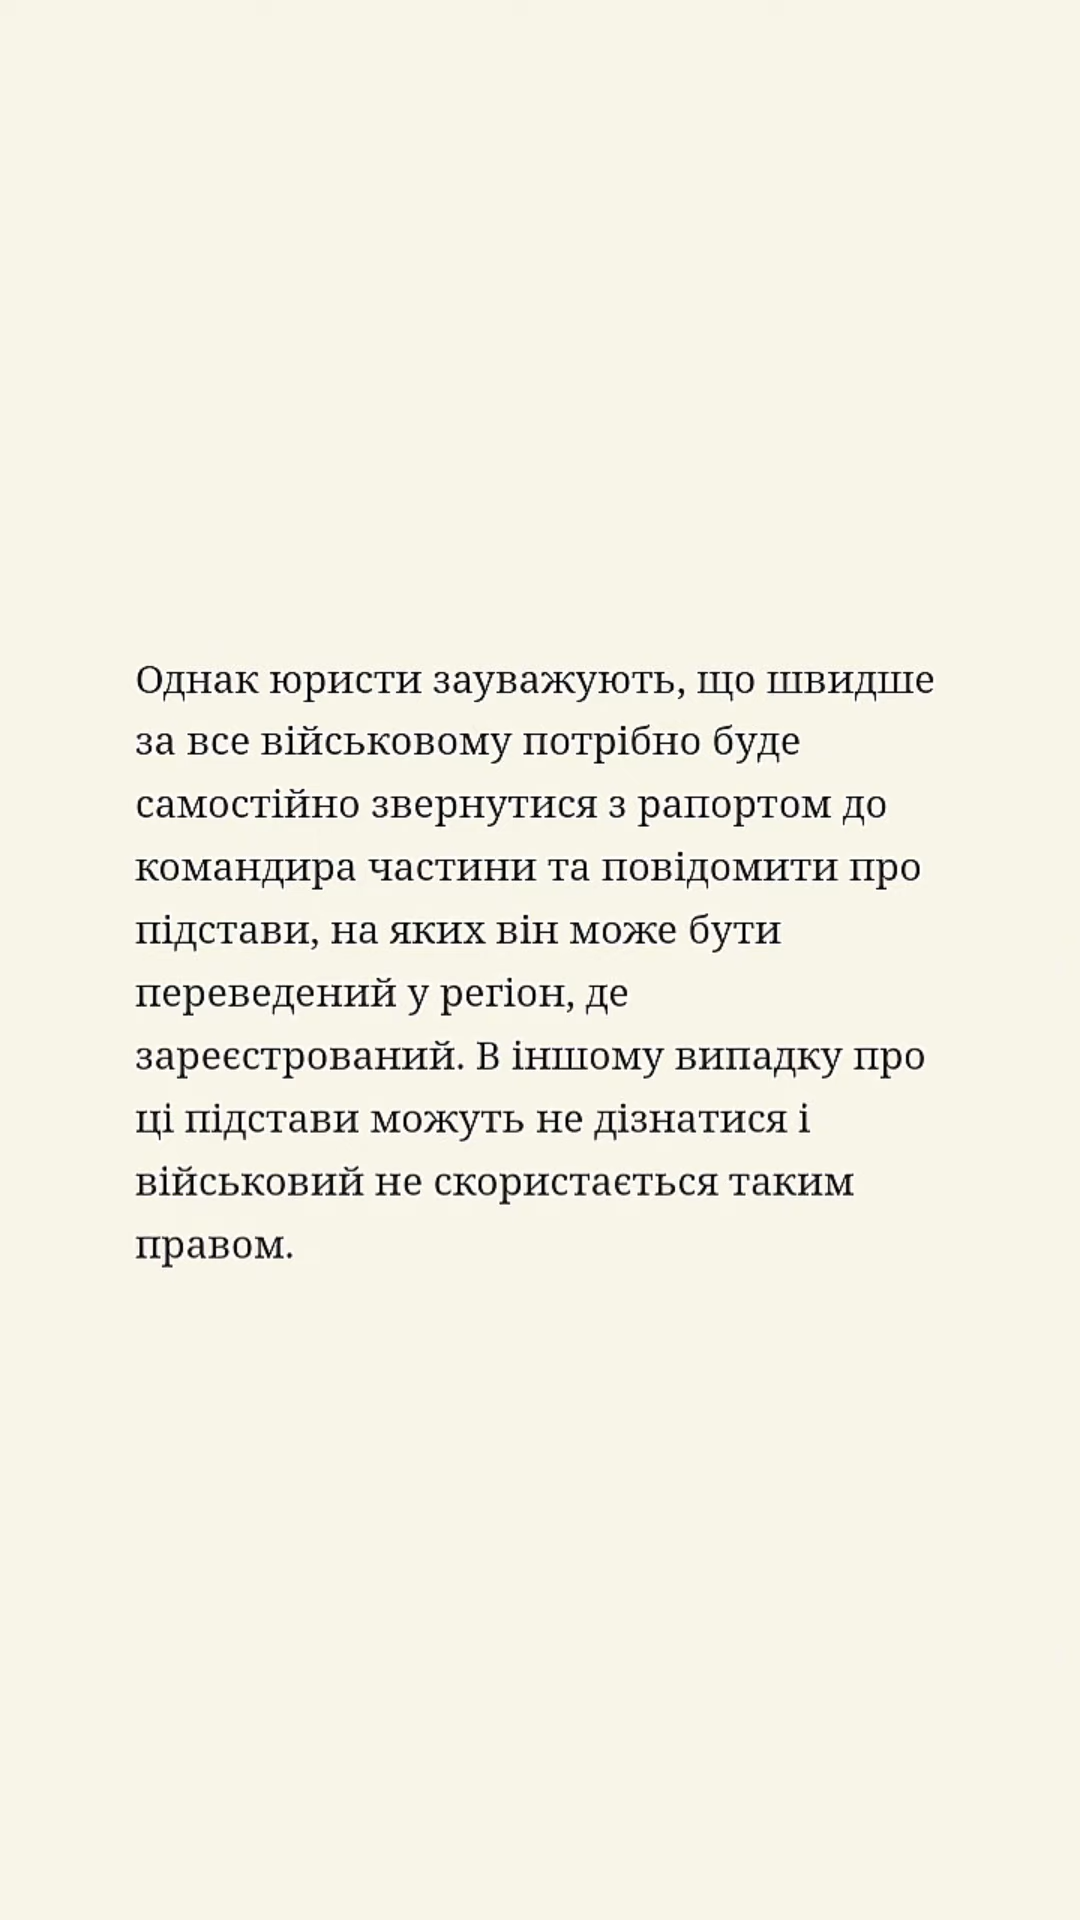 Однак юристи зауважують, що швидше
за все військовому потрібно буде
самостійно звернутися з рапортом до
командира частини та повідомити про
підстави, на яких він може бути
переведений у регіон, де
зареєстрований. В іншому випадку про
ці підстави можуть не дізнатися і
військовий не скористається таким
правом.